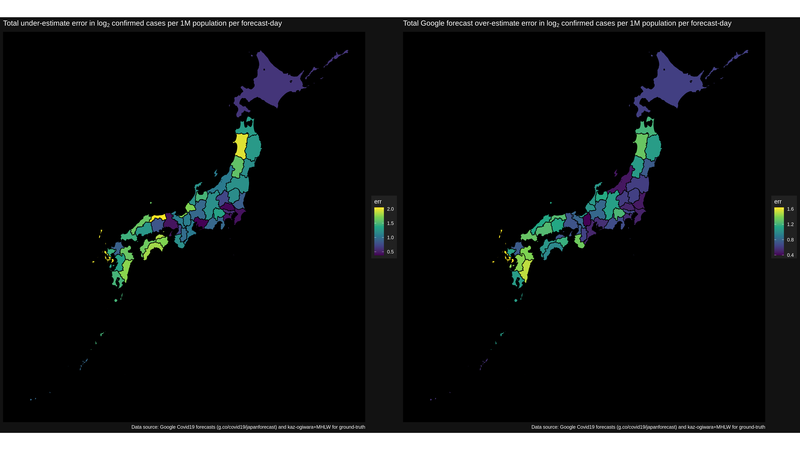 Total under-estimate error in log2 confirmed cases per 1M population per forecast-day
err
2.0
1.5
1.0
0.5
Data source: Google Covid19 forecasts (g.co/covid19/japanforecast) and kaz-ogiwara+MHLW for ground-truth
Total Google forecast over-estimate error in log2 confirmed cases per 1M population per forecast-day
err
1.6
1.2
0.8
0.4
Data source: Google Covid19 forecasts (g.co/covid19/japanforecast) and kaz-ogiwara+MHLW for ground-truth